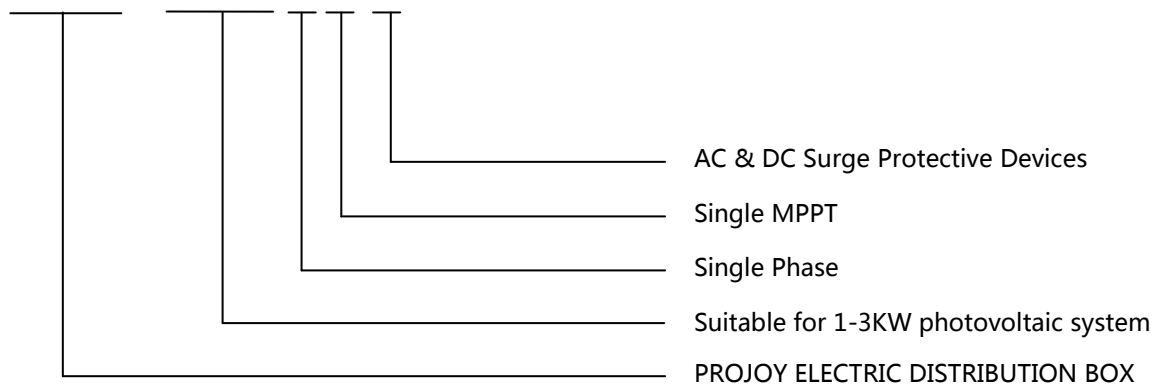 AC & DC Surge Protective Devices
Single MPPT
Single Phase
Suitable for 1-3KW photovoltaic system
PROJOY ELECTRIC DISTRIBUTION BOX